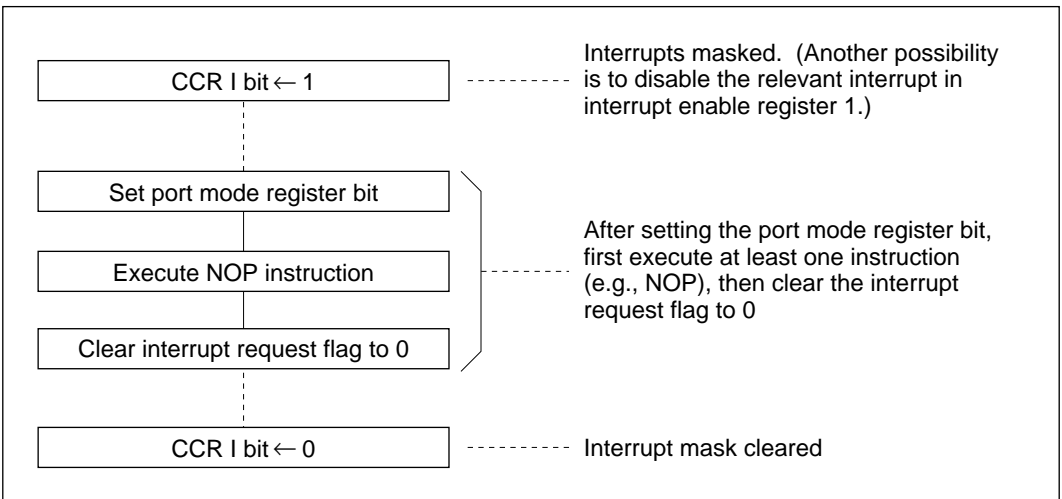 CCR I bit ← 1
Interrupts masked. (Another possibility
is to disable the relevant interrupt in
interrupt enable register 1.)
Set port mode register bit
Execute NOP instruction
Clear interrupt request flag to 0
After setting the port mode register bit,
first execute at least one instruction
(e.g., NOP), then clear the interrupt
request flag to 0
CCR I bit ← 0
Interrupt mask cleared